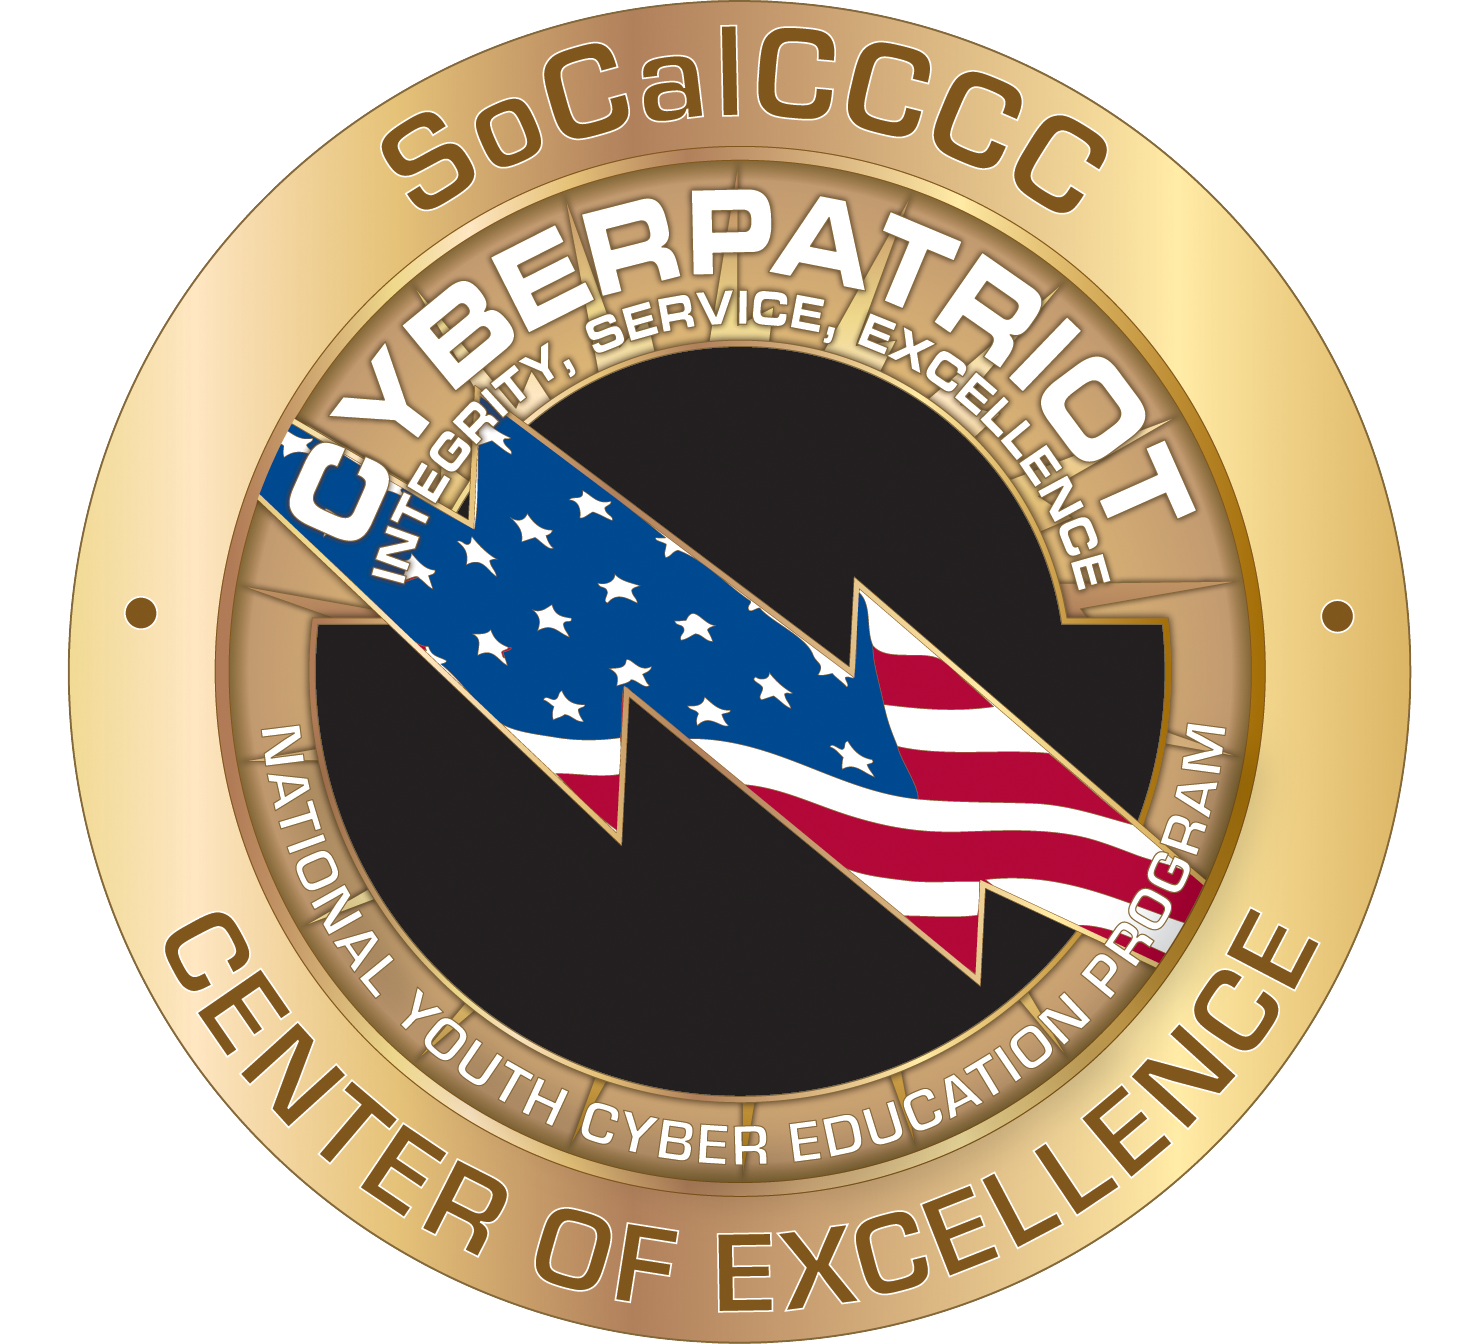 SoCalCCCC
CYBERPATRIOT
INTEGRITY, SERVICE, EXCELLENCE
NATIONAL YOUTH CYBER EDUCATION PROGRAM
CENTER OF EXCELLENCE